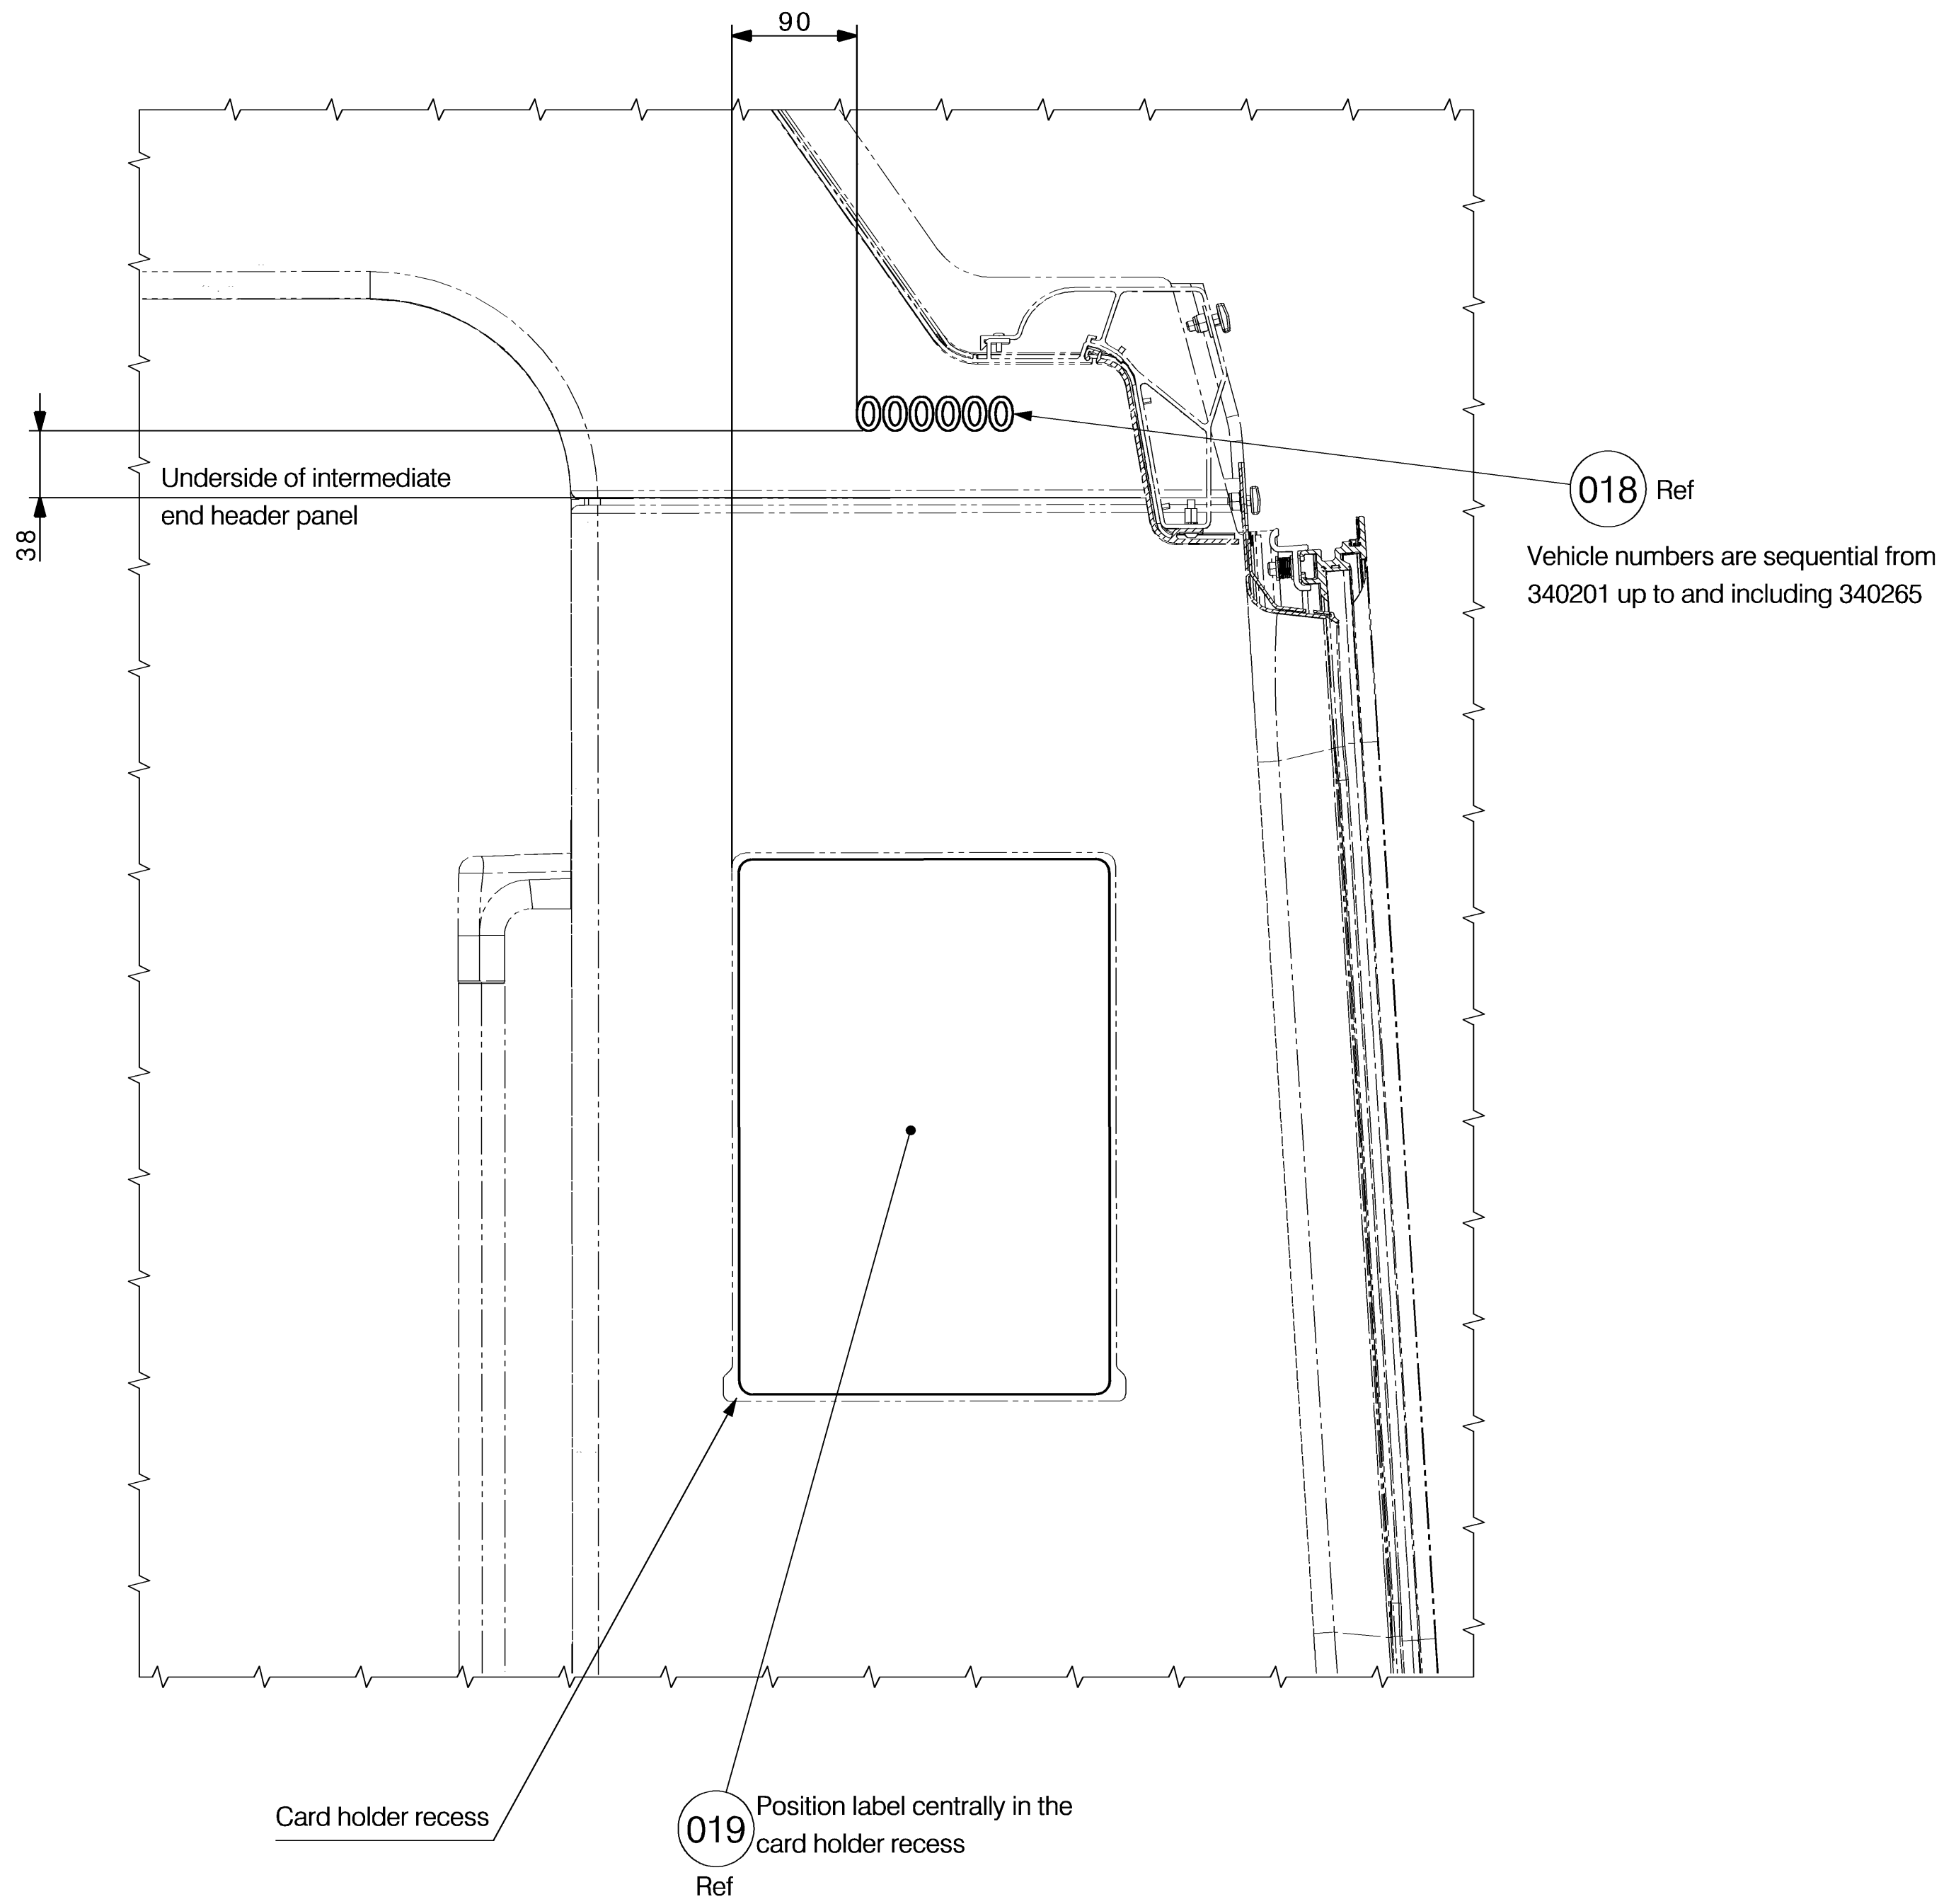 90
000000
Underside of intermediate
end header panel
38
018 Ref
Vehicle numbers are sequential from
340201 up to and including 340265
Card holder recess
019
Position label centrally in the
card holder recess
Ref